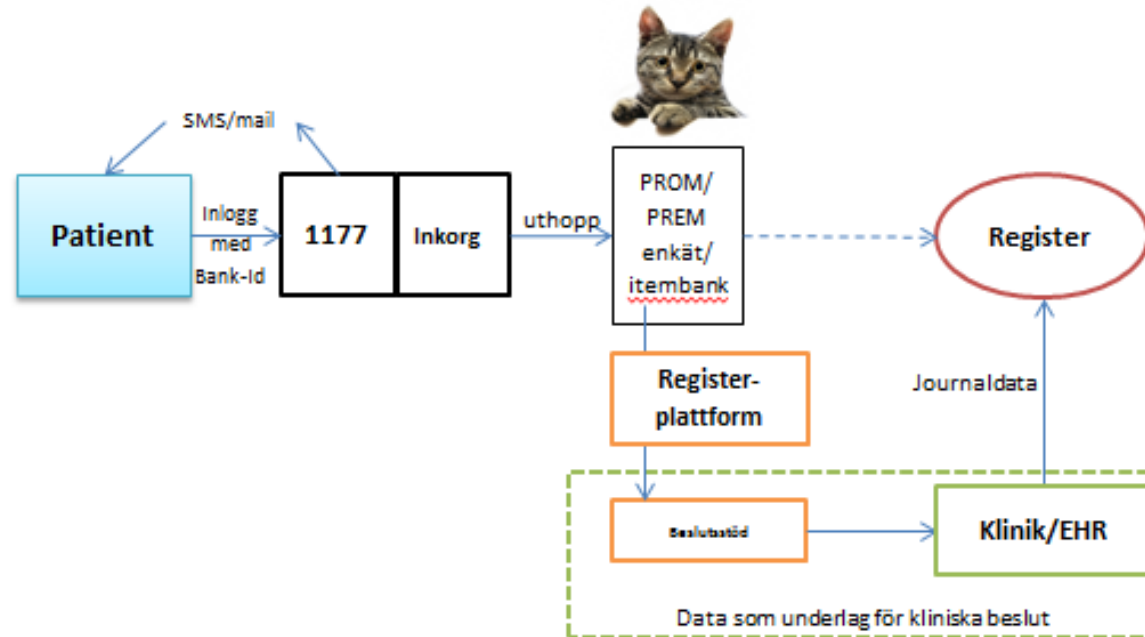 SMS/mail
Patient
Inlogg
med
Bank-Id
1177
Inkorg
uthopp
PROM/
PREM
enkät/
itembank
Register
Register-
plattform
Journaldata
Beslutsstöd
Klinik/EHR
Data som underlag för kliniska beslut